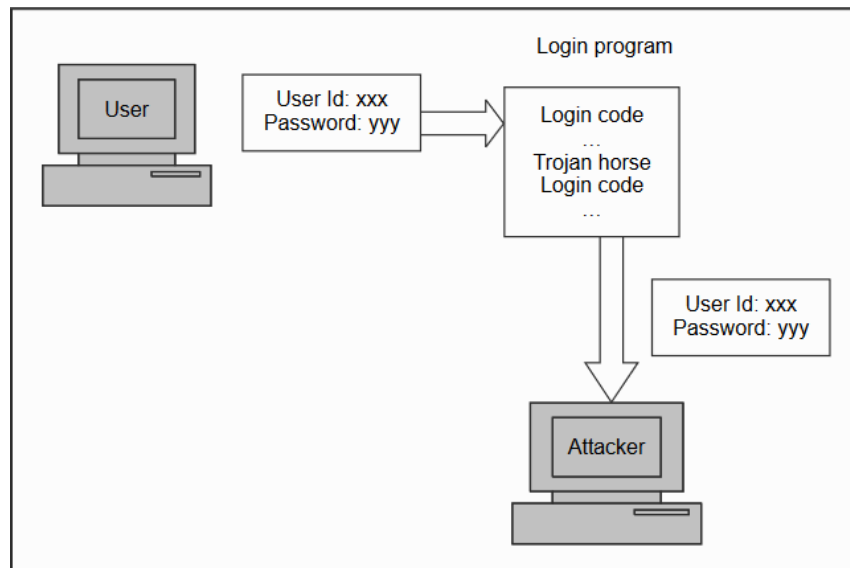 Login program
User
User Id: xxx
Password: yyy
Login code
...
Trojan horse
Login code
...
User Id: xxx
Password: yyy
Attacker